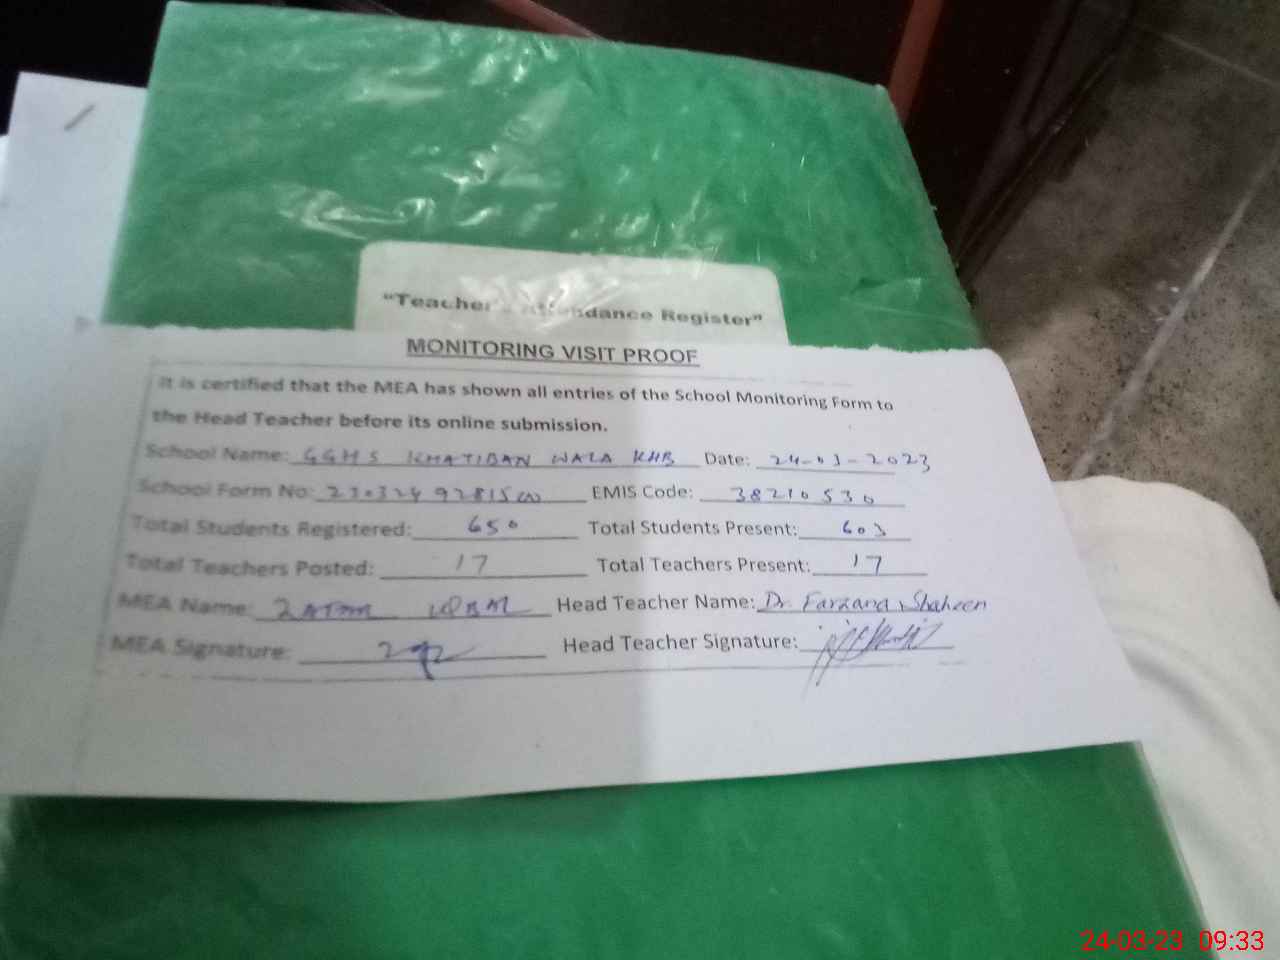 "Teacher's Attendance Register"
MONITORING VISIT PROOF
It is certified that the MEA has shown all entries of the School Monitoring Form to
the Head Teacher before its online submission.
School Name: GGHS KHATIBAN WALA KHB Date: 24-03-2023
School Form No: EMIS Code: 38210530
Total Students Registered: 650 Total Students Present: 603
Total Teachers Posted: 17 Total Teachers Present: 17
MEA Name: ZAFAR IQBAL Head Teacher Name: Dr. Farzana Shaheen
MEA Signature: Head Teacher Signature:
24-03-23 09:33